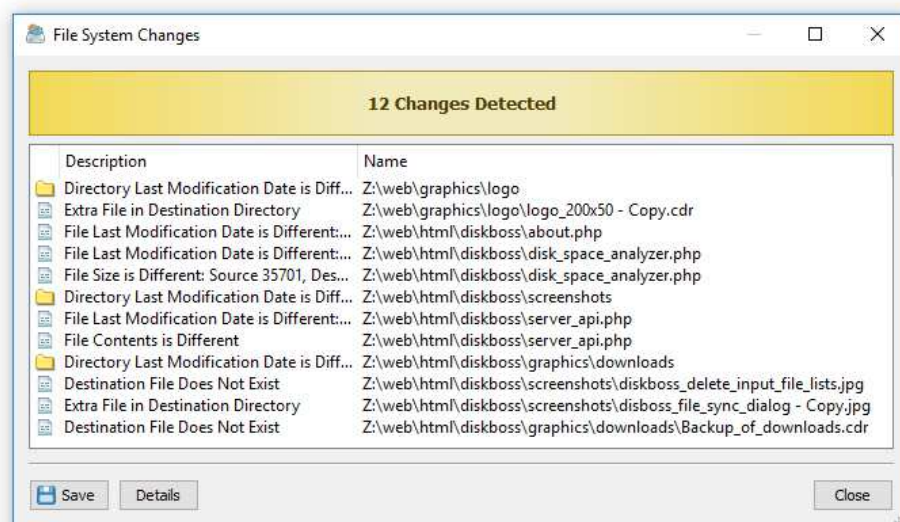 File System Changes
12 Changes Detected
Description Name
Directory Last Modification Date is Diff... Z:\web\graphics\logo
Extra File in Destination Directory Z:\web\graphics\logo\logo_200x50 - Copy.cdr
File Last Modification Date is Different:... Z:\web\html\diskboss\about.php
File Last Modification Date is Different:... Z:\web\html\diskboss\disk_space_analyzer.php
File Size is Different: Source 35701, Des... Z:\web\html\diskboss\disk_space_analyzer.php
Directory Last Modification Date is Diff... Z:\web\html\diskboss\screenshots
File Last Modification Date is Different:... Z:\web\html\diskboss\server_api.php
File Contents is Different Z:\web\html\diskboss\server_api.php
Directory Last Modification Date is Diff... Z:\web\html\diskboss\graphics\downloads
Destination File Does Not Exist Z:\web\html\diskboss\screenshots\diskboss_delete_input_file_lists.jpg
Extra File in Destination Directory Z:\web\html\diskboss\screenshots\disboss_file_sync_dialog - Copy.jpg
Destination File Does Not Exist Z:\web\html\diskboss\graphics\downloads\Backup_of_downloads.cdr
Save Details Close